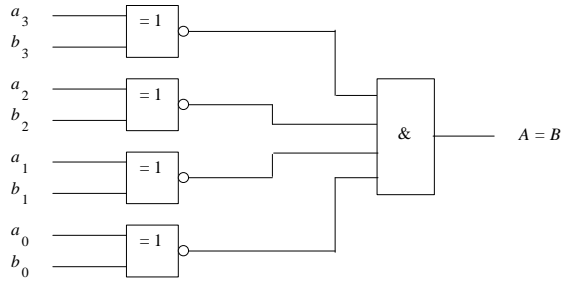 a₃
= 1
b₃
a₂
= 1
b₂
&
A = B
a₁
= 1
b₁
a₀
= 1
b₀